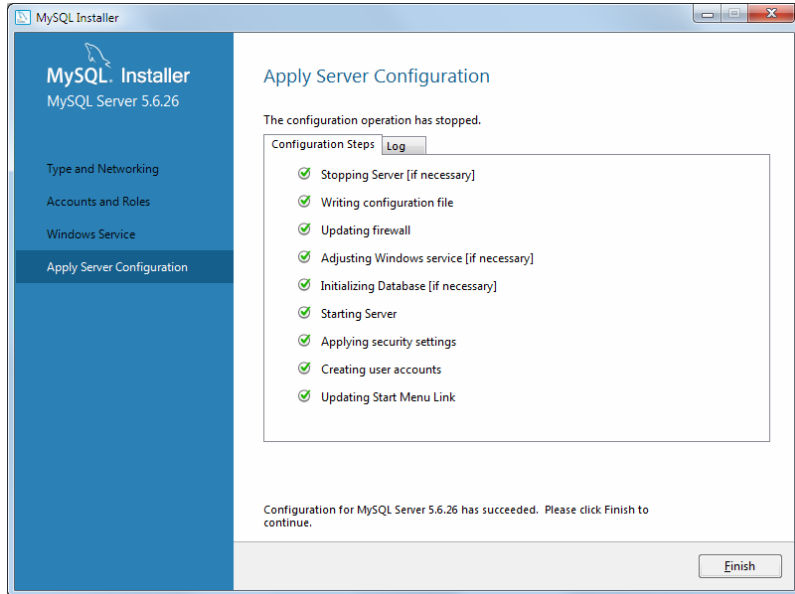 MySQL Installer
MySQL. Installer
MySQL Server 5.6.26
Type and Networking
Accounts and Roles
Windows Service
Apply Server Configuration
Apply Server Configuration
The configuration operation has stopped.
Configuration Steps Log
Stopping Server [if necessary]
Writing configuration file
Updating firewall
Adjusting Windows service [if necessary]
Initializing Database [if necessary]
Starting Server
Applying security settings
Creating user accounts
Updating Start Menu Link
Configuration for MySQL Server 5.6.26 has succeeded. Please click Finish to
continue.
Finish